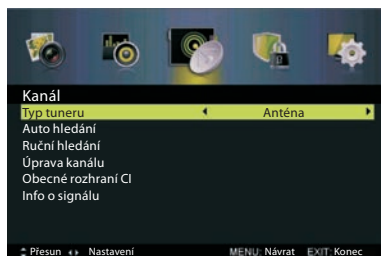 Kanál
Typ tuneru Anténa
Auto hledání
Ruční hledání
Úprava kanálu
Obecné rozhraní CI
Info o signálu
Přesun Nastavení MENU: Návrat EXIT: Konec